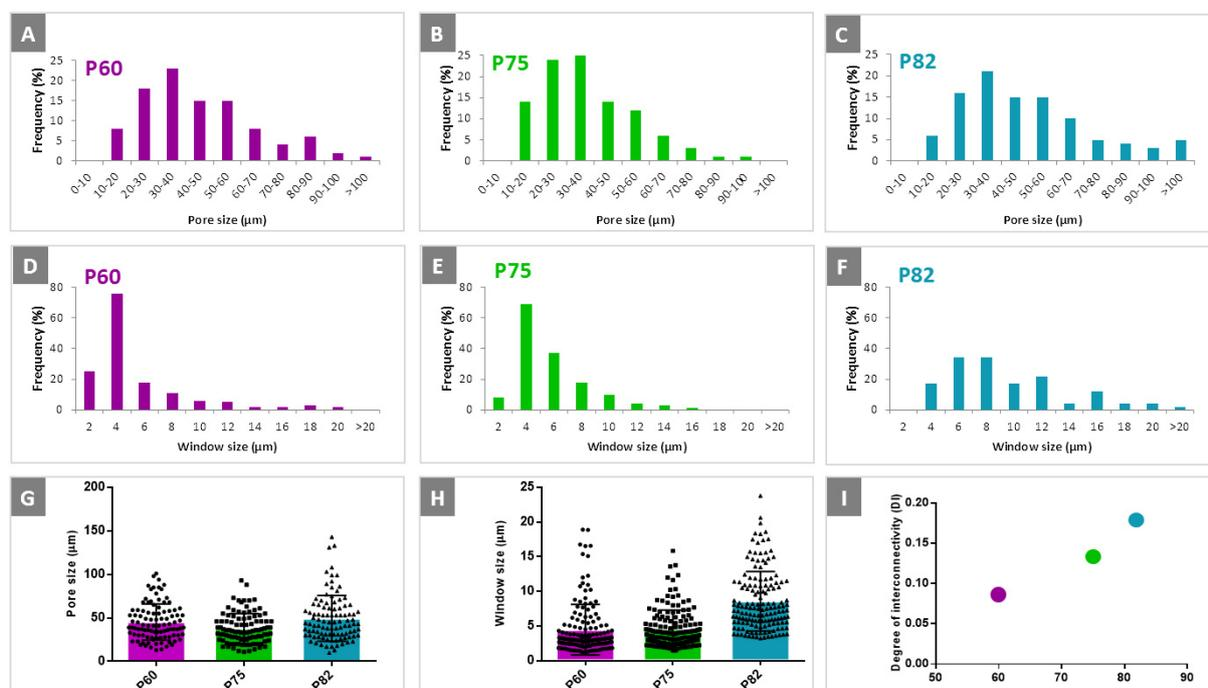 A
P60
Frequency (%)
25
20
15
10
5
0
0-10 10-20 20-30 30-40 40-50 50-60 60-70 70-80 80-90 90-100 >100
Pore size (µm)
B
P75
Frequency (%)
25
20
15
10
5
0
0-10 10-20 20-30 30-40 40-50 50-60 60-70 70-80 80-90 90-100 >100
Pore size (µm)
C
P82
Frequency (%)
25
20
15
10
5
0
0-10 10-20 20-30 30-40 40-50 50-60 60-70 70-80 80-90 90-100 >100
Pore size (µm)
D
P60
Frequency (%)
80
60
40
20
0
2 4 6 8 10 12 14 16 18 20 >20
Window size (µm)
E
P75
Frequency (%)
80
60
40
20
0
2 4 6 8 10 12 14 16 18 20 >20
Window size (µm)
F
P82
Frequency (%)
80
60
40
20
0
2 4 6 8 10 12 14 16 18 20 >20
Window size (µm)
G
Pore size (µm)
200
150
100
50
0
P60 P75 P82
H
Window size (µm)
25
20
15
10
5
0
P60 P75 P82
I
Degree of interconnectivity (DI)
0.20
0.15
0.10
0.05
0.00
50 60 70 80 90